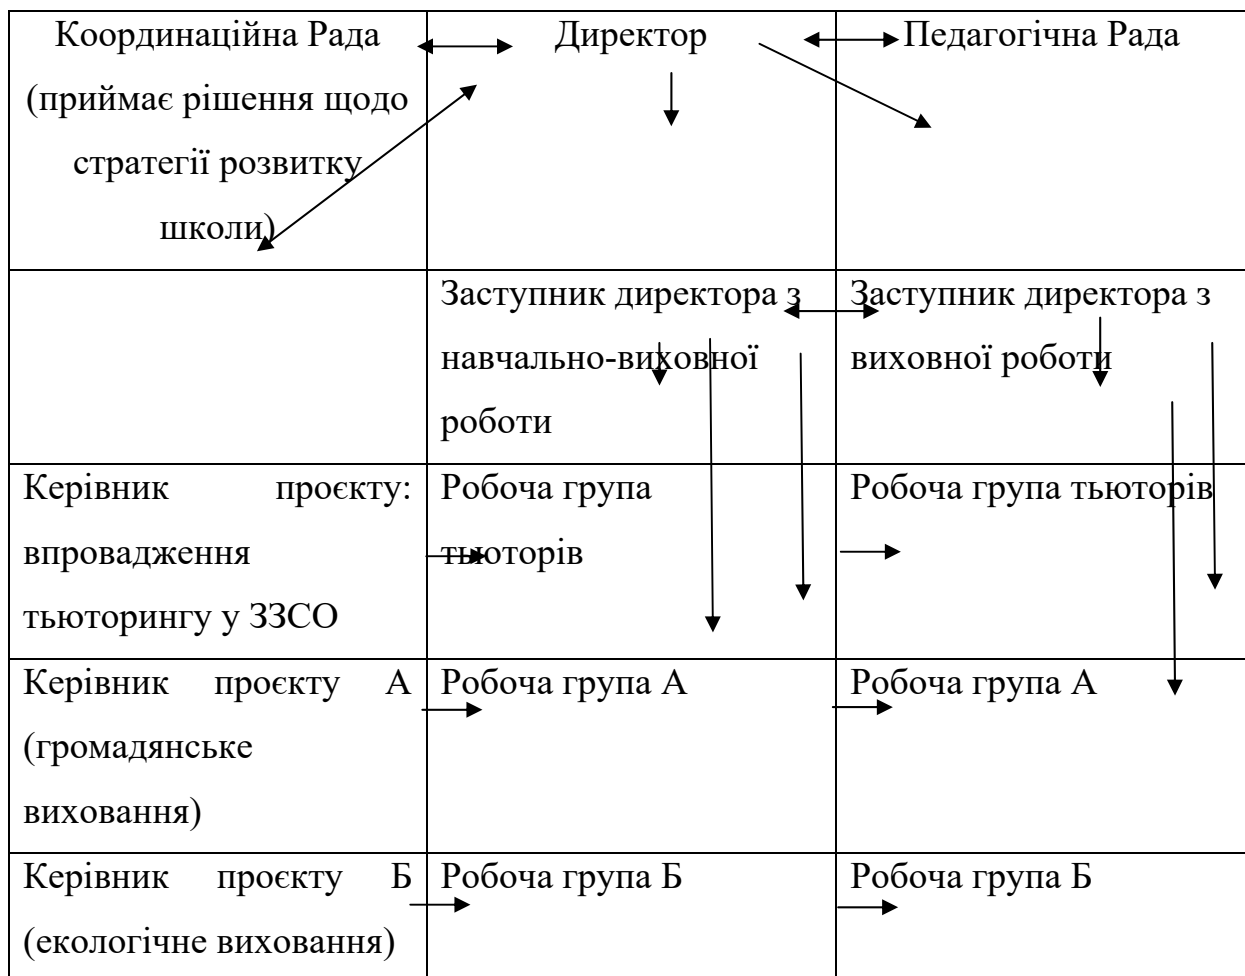 Координаційна Рада
(приймає рішення щодо
стратегії розвитку
школи)
Директор
Педагогічна Рада
Заступник директора з
навчально-виховної
роботи
Заступник директора з
виховної роботи
Керівник проєкту:
впровадження
тьюторингу у ЗЗСО
Робоча група
тьюторів
Робоча група тьюторів
Керівник проєкту А
(громадянське
виховання)
Робоча група А
Робоча група А
Керівник проєкту Б
(екологічне виховання)
Робоча група Б
Робоча група Б